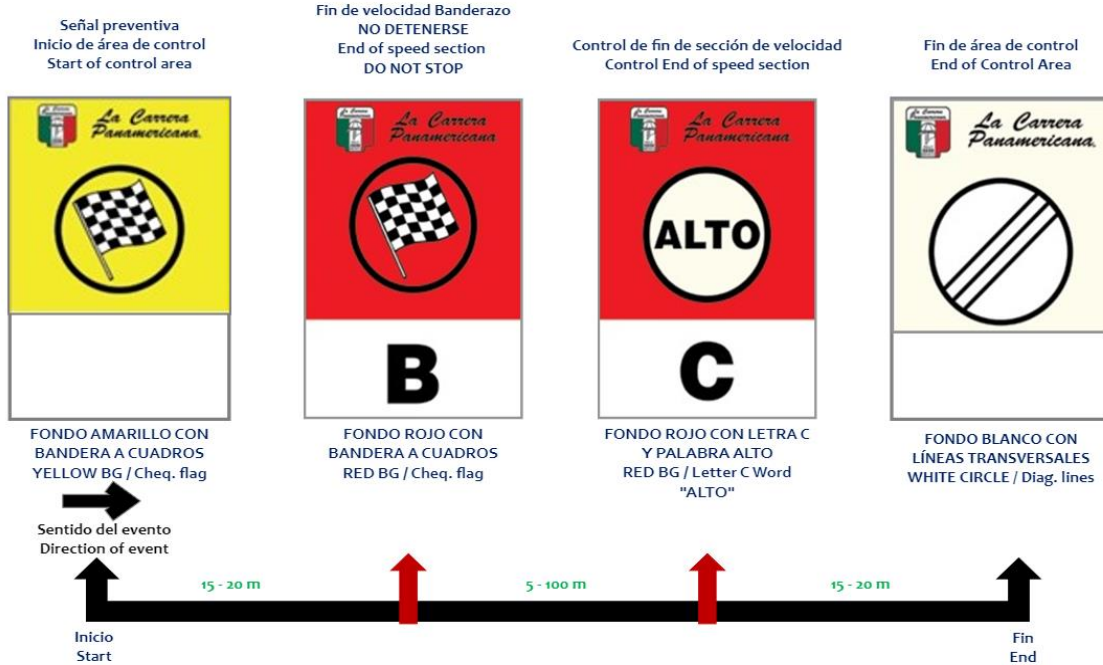 Señal preventiva
Inicio de área de control
Start of control area
Fin de velocidad Banderazo
NO DETENERSE
End of speed section
DO NOT STOP
Control de fin de sección de velocidad
Control End of speed section
Fin de área de control
End of Control Area
La Carrera
Panamericana
La Carrera
Panamericana
La Carrera
Panamericana
La Carrera
Panamericana
ALTO
B
C
FONDO AMARILLO CON
BANDERA A CUADROS
YELLOW BG / Cheq. flag
FONDO ROJO CON
BANDERA A CUADROS
RED BG / Cheq. flag
FONDO ROJO CON LETRA C
Y PALABRA ALTO
RED BG / Letter C Word
"ALTO"
FONDO BLANCO CON
LÍNEAS TRANSVERSALES
WHITE CIRCLE / Diag. lines
Sentido del evento
Direction of event
15 - 20 m
5 - 100 m
15 - 20 m
Inicio
Start
Fin
End